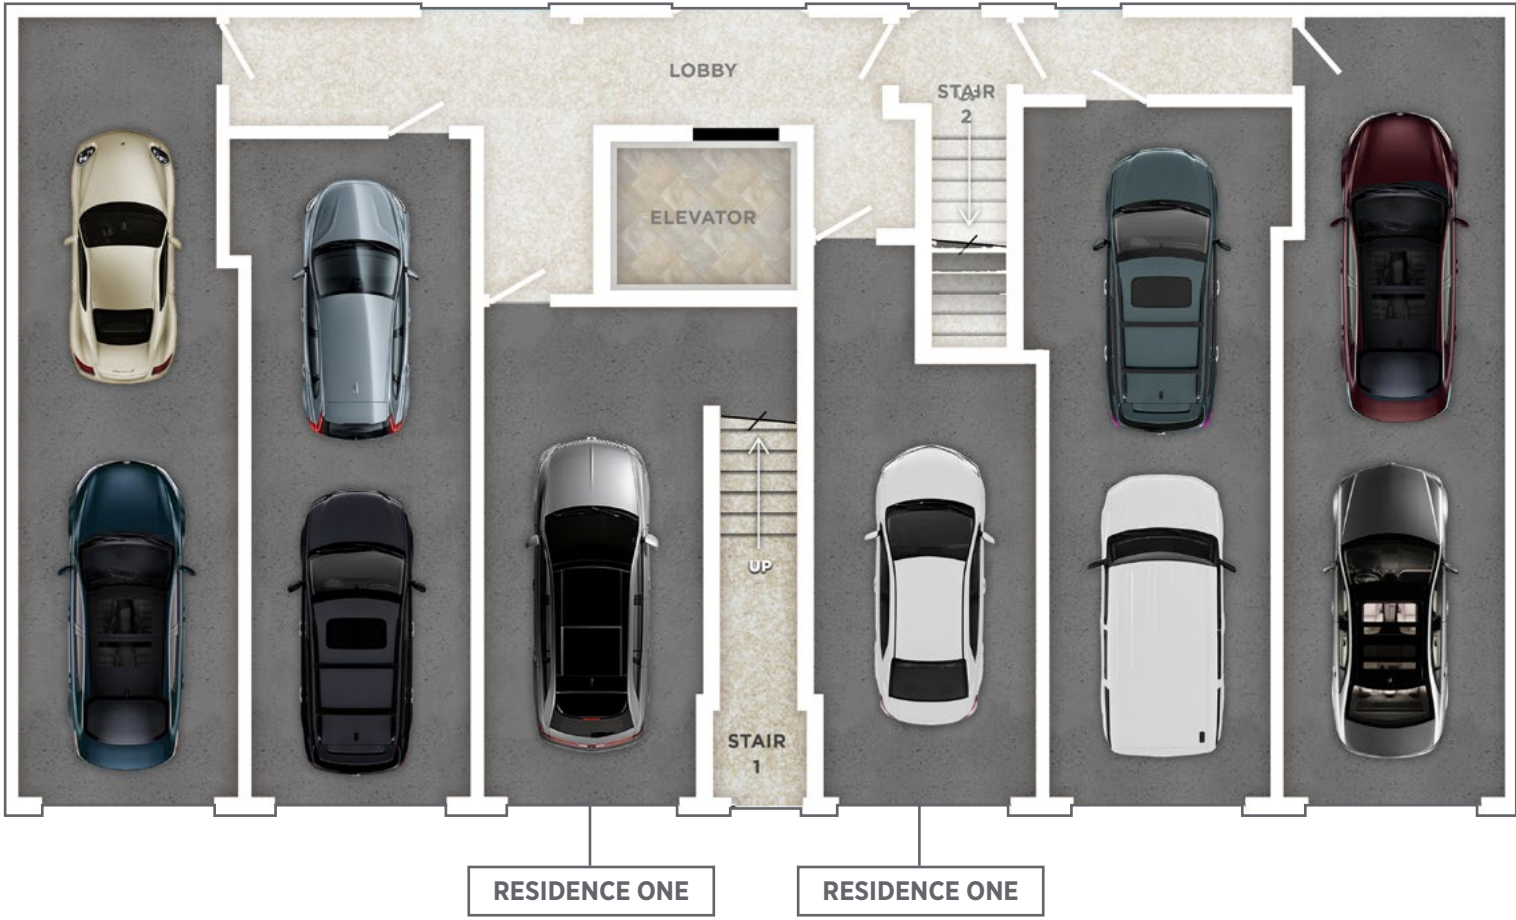 LOBBY
STAIR
2
ELEVATOR
UP
STAIR
1
RESIDENCE ONE
RESIDENCE ONE